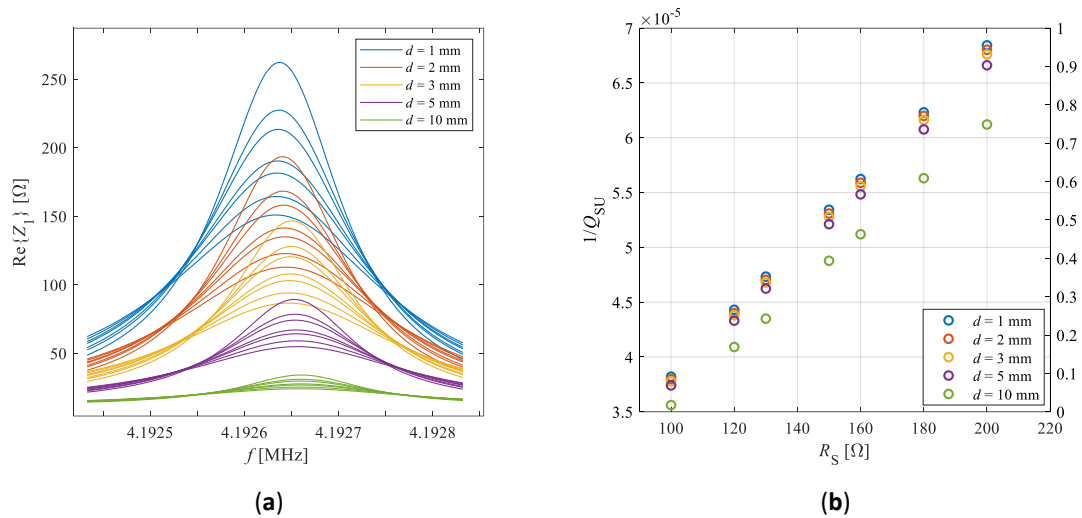 Re{Z₁} [Ω]
250
200
150
100
50
d = 1 mm
d = 2 mm
d = 3 mm
d = 5 mm
d = 10 mm
4.1925 4.1926 4.1927 4.1928
f [MHz]
(a)
×10⁻⁵
1/Q_SU
7
6.5
6
5.5
5
4.5
4
3.5
1
0.9
0.8
0.7
0.6
0.5
0.4
0.3
0.2
0.1
0
d = 1 mm
d = 2 mm
d = 3 mm
d = 5 mm
d = 10 mm
100 120 140 160 180 200 220
R_S [Ω]
(b)